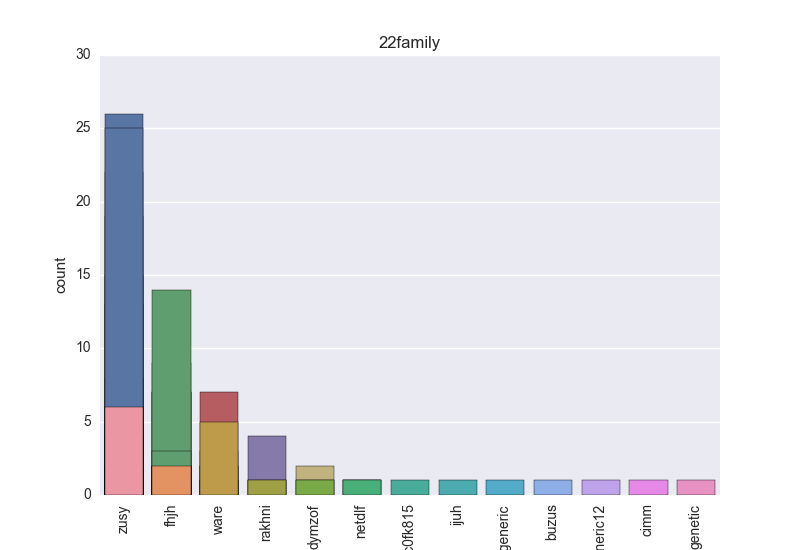 22family
30
25
20
15
10
5
0
count
zusy
fhjh
ware
rakhni
dymzof
netdlf
c0fk815
ijuh
generic
buzus
neric12
cimm
genetic